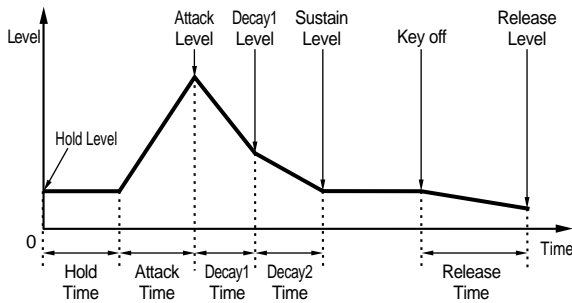 Attack Level
Decay1 Level
Sustain Level
Key off
Release Level
Level
Hold Level
0
Time
Hold Time
Attack Time
Decay1 Time
Decay2 Time
Release Time